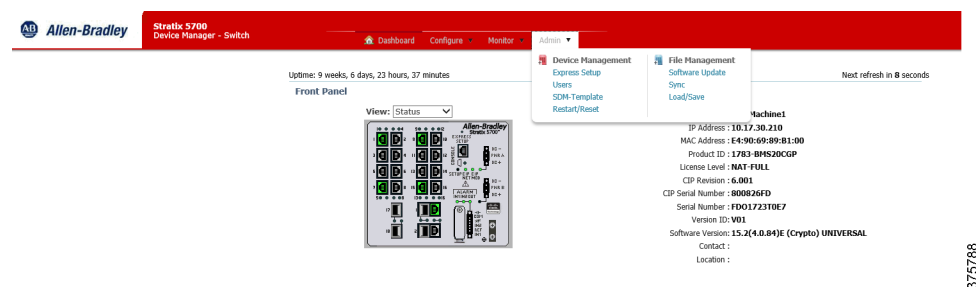 AB Allen-Bradley
Stratix 5700
Device Manager - Switch
Dashboard Configure Monitor Admin
Device Management
Express Setup
Users
SDM-Template
Restart/Reset
File Management
Software Update
Sync
Load/Save
Uptime: 9 weeks, 6 days, 23 hours, 37 minutes
Next refresh in 8 seconds
Front Panel
View: Status
Allen-Bradley
Stratix 5700
EXPRESS
SETUP
CONSOLE
PWR A
PWR B
ALARM
Machine1
IP Address : 10.17.30.210
MAC Address : E4:90:69:89:B1:00
Product ID : 1783-BMS20CGP
License Level : NAT-FULL
CIP Revision : 6.001
CIP Serial Number : 800826FD
Serial Number : FDO1723T0E7
Version ID: V01
Software Version: 15.2(4.0.84)E (Crypto) UNIVERSAL
Contact :
Location :
375788